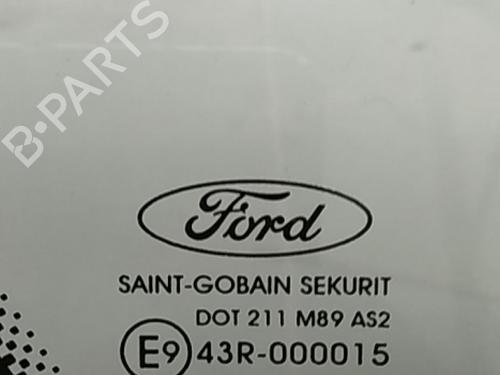 B-PARTS
Ford
SAINT-GOBAIN SEKURIT
DOT 211 M89 AS2
E9 43R-000015